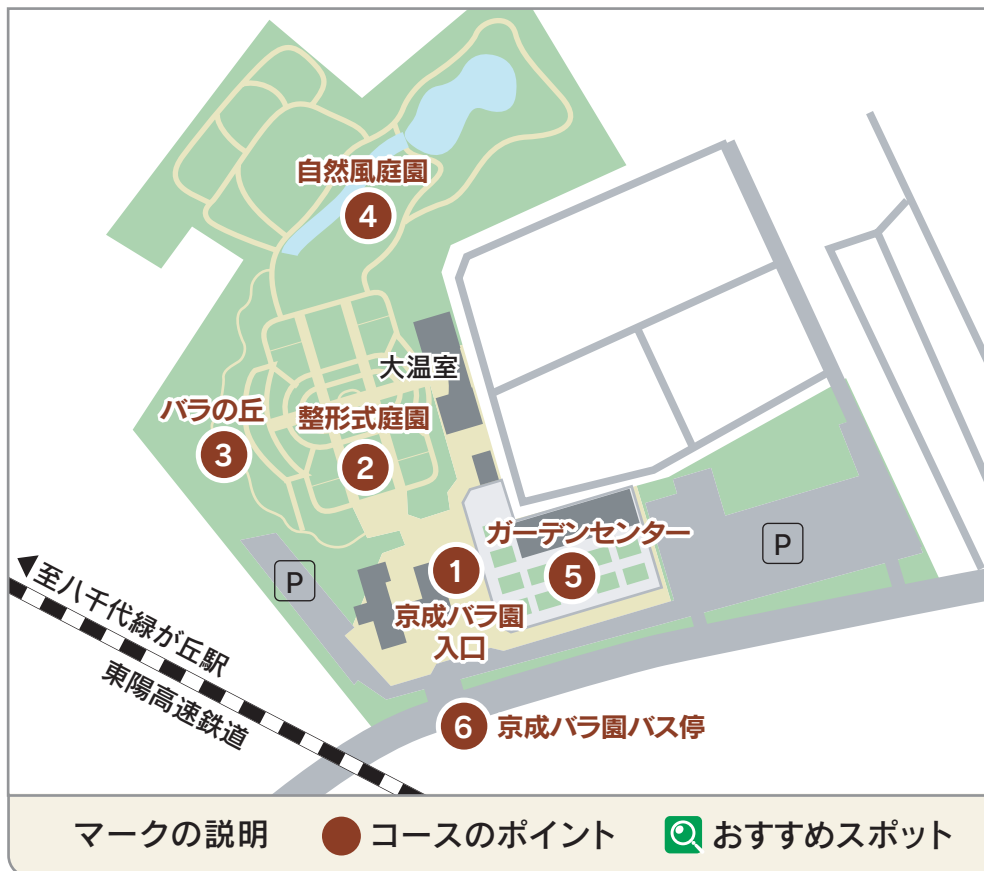 自然風庭園
4
大温室
バラの丘
3
整形式庭園
2
ガーデンセンター
5
P
P
1
京成バラ園
入口
至八千代緑が丘駅
東陽高速鉄道
6 京成バラ園バス停
マークの説明 コースのポイント おすすめスポット